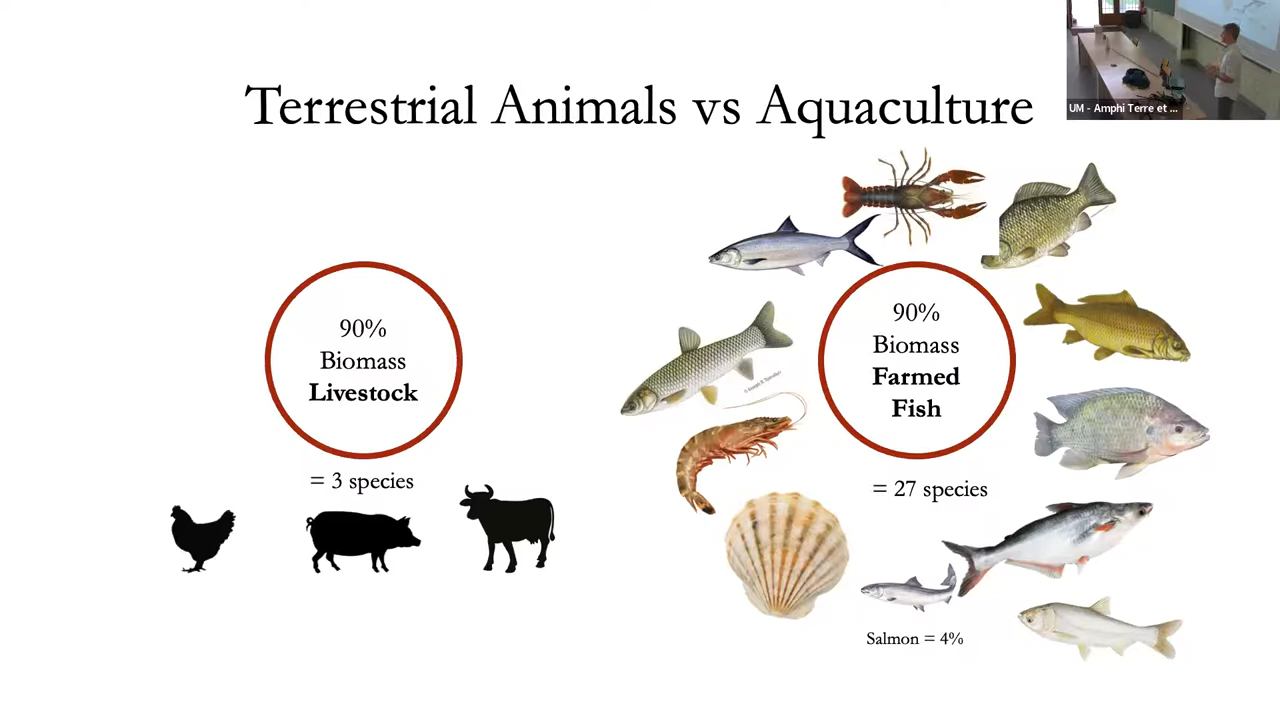 Terrestrial Animals vs Aquaculture
UM - Amphi Terre et ...
90%
Biomass
Livestock
= 3 species
90%
Biomass
Farmed
Fish
= 27 species
Salmon = 4%